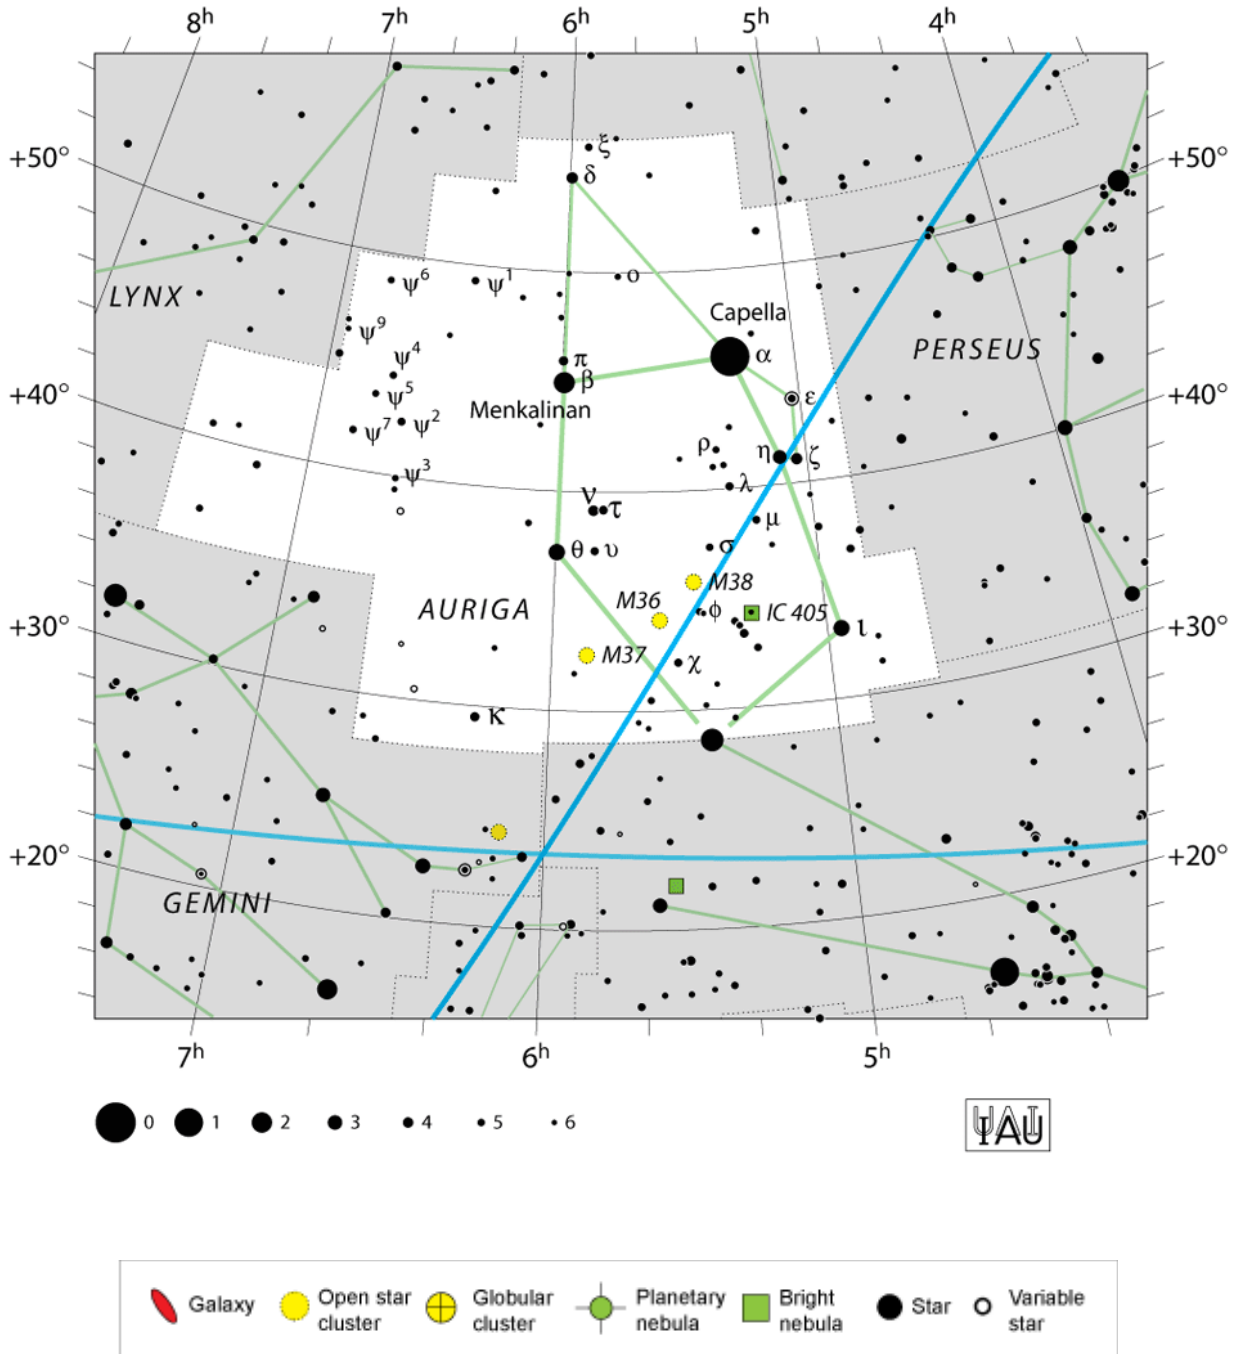 8h 7h 6h 5h 4h
+50° +50°
ξ
δ
ψ6 ψ1 ο
LYNX
Capella
ψ9
PERSEUS
ψ4 π α
β
+40° ψ5 ε +40°
Menkalinan
ψ7 ψ2
ρ η ζ
ψ3
λ
ν τ
μ
θ υ σ
M38
M36
AURIGA φ IC 405
+30° ι +30°
M37 χ
κ
+20° +20°
GEMINI
7h 6h 5h
0 1 2 3 4 5 6
IAU
Galaxy
Open star
cluster
Globular
cluster
Planetary
nebula
Bright
nebula
Star
Variable
star